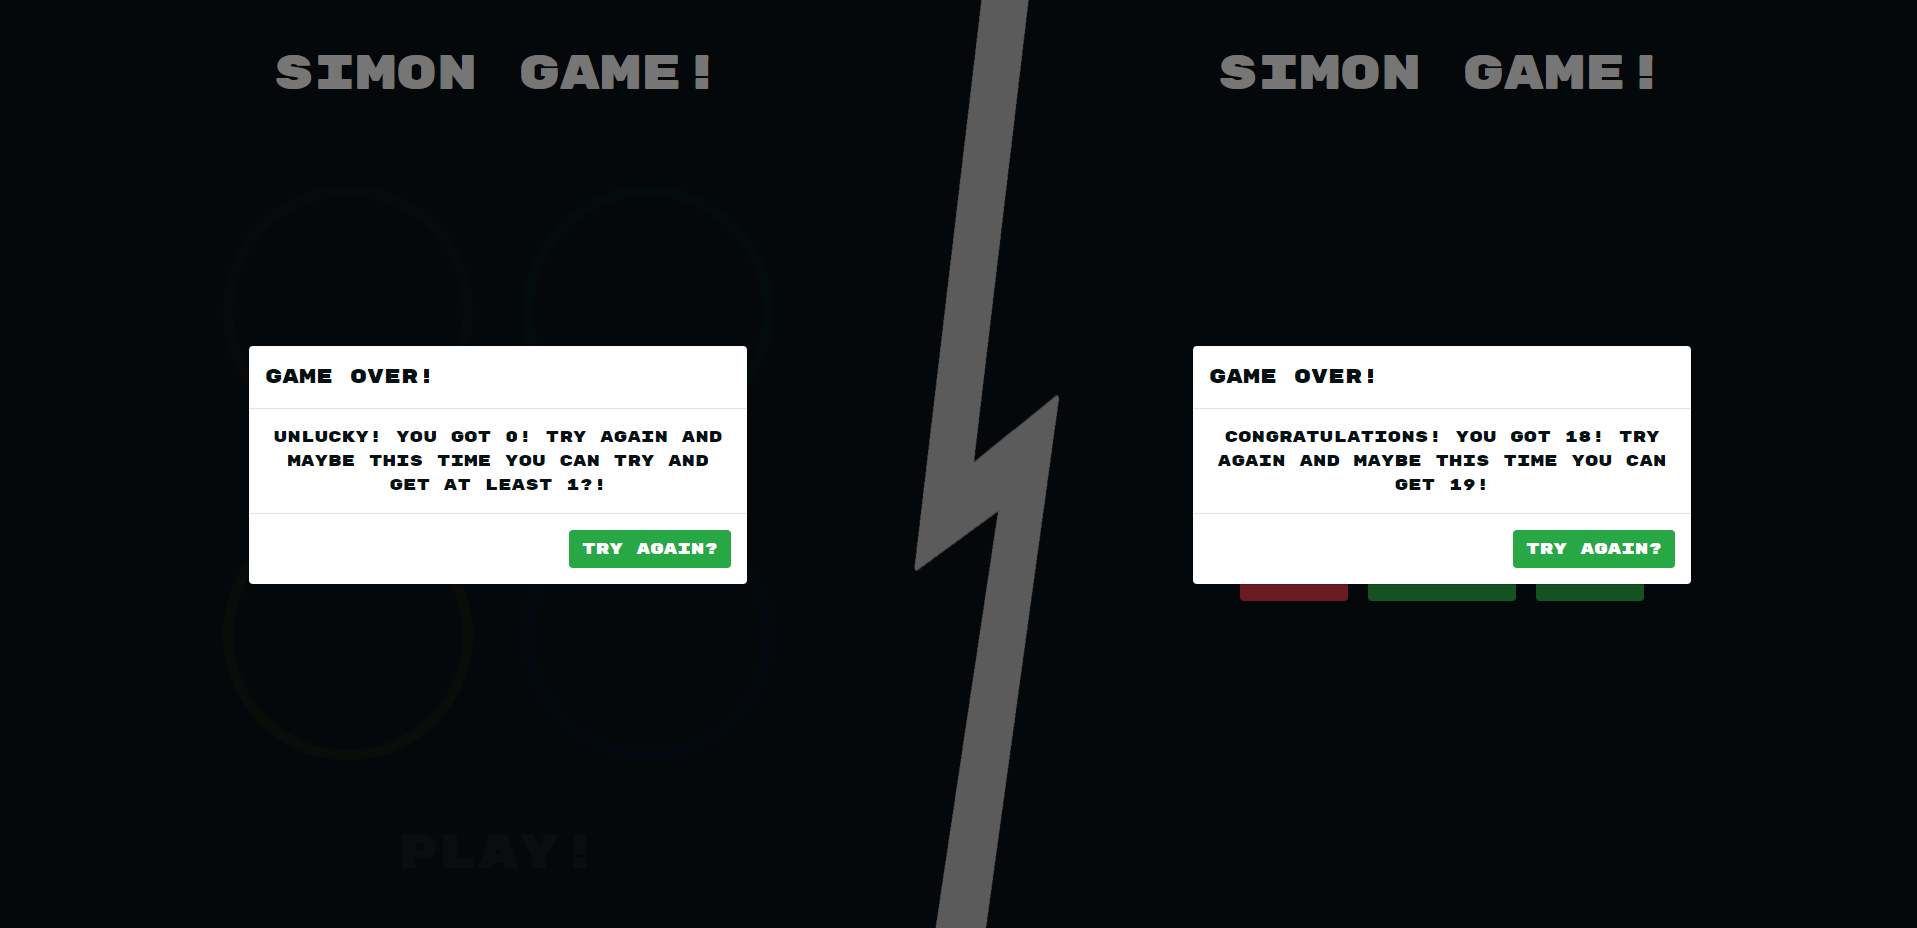 SIMON GAME!
GAME OVER!
UNLUCKY! YOU GOT 0! TRY AGAIN AND
MAYBE THIS TIME YOU CAN TRY AND
GET AT LEAST 1?!
TRY AGAIN?
PLAY!
SIMON GAME!
GAME OVER!
CONGRATULATIONS! YOU GOT 18! TRY
AGAIN AND MAYBE THIS TIME YOU CAN
GET 19!
TRY AGAIN?